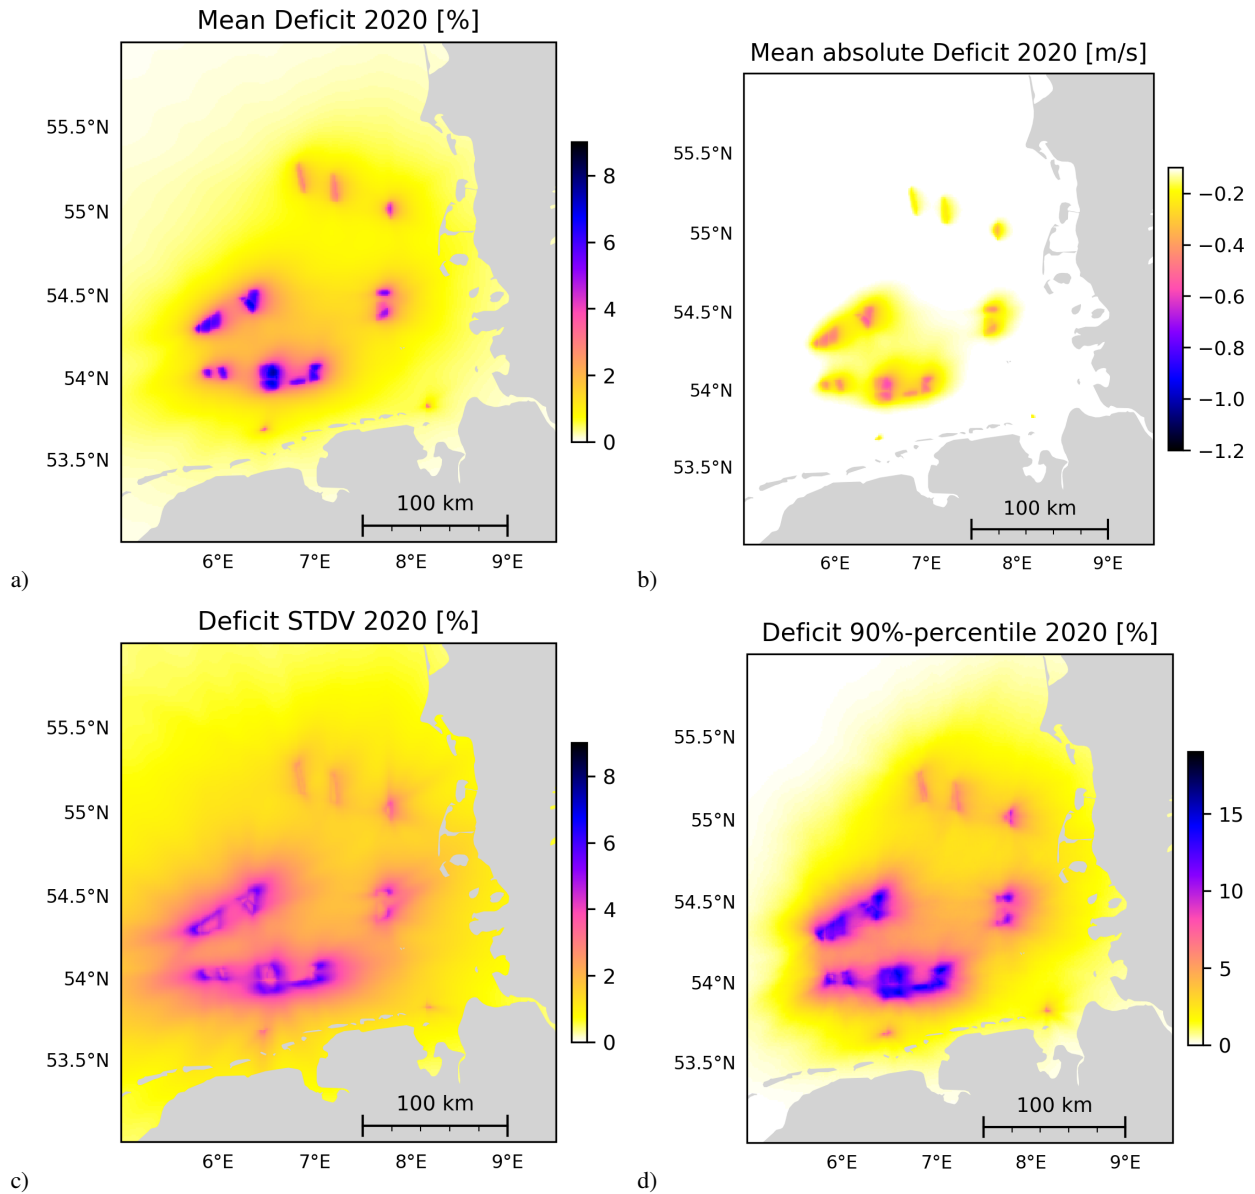 Mean Deficit 2020 [%]
55.5°N
55°N
54.5°N
54°N
53.5°N
6°E 7°E 8°E 9°E
100 km
8
6
4
2
0
a)
Mean absolute Deficit 2020 [m/s]
55.5°N
55°N
54.5°N
54°N
53.5°N
6°E 7°E 8°E 9°E
100 km
−0.2
−0.4
−0.6
−0.8
−1.0
−1.2
b)
Deficit STDV 2020 [%]
55.5°N
55°N
54.5°N
54°N
53.5°N
6°E 7°E 8°E 9°E
100 km
8
6
4
2
0
c)
Deficit 90%-percentile 2020 [%]
55.5°N
55°N
54.5°N
54°N
53.5°N
6°E 7°E 8°E 9°E
100 km
15
10
5
0
d)